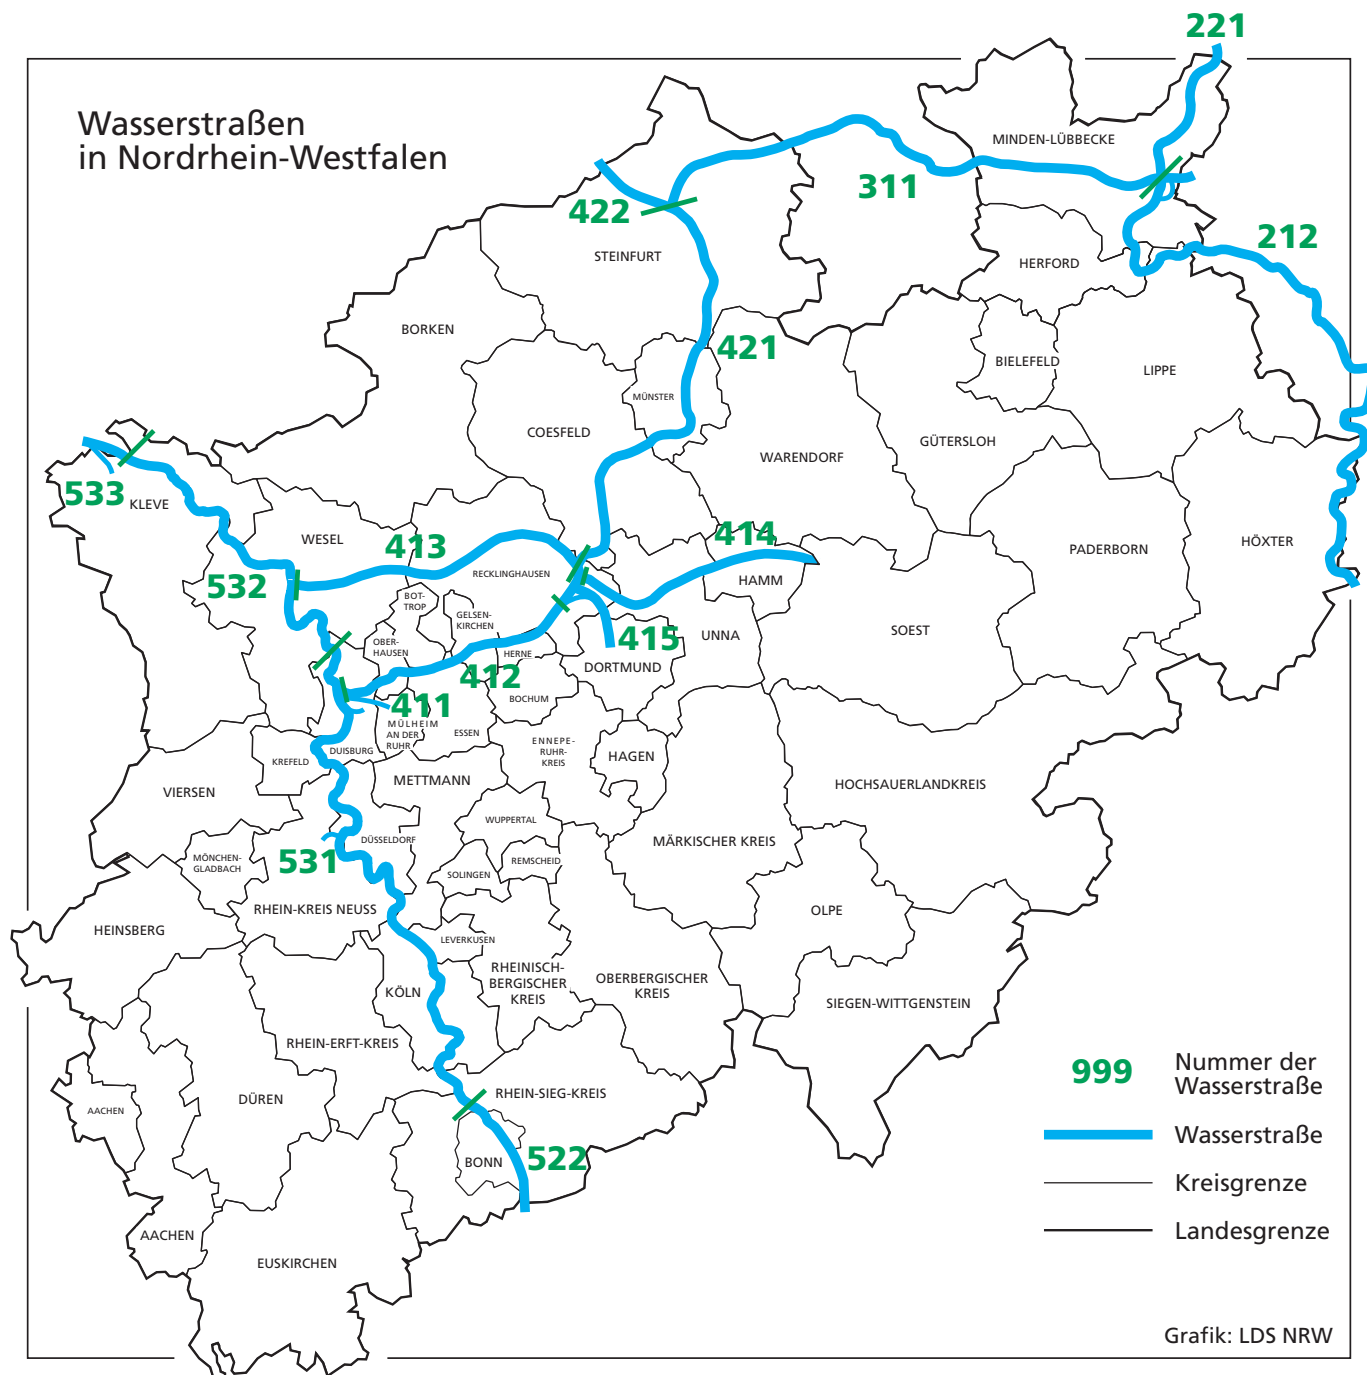 221
Wasserstraßen
in Nordrhein-Westfalen
MINDEN-LÜBBECKE
311
422
212
STEINFURT
HERFORD
BORKEN
421
BIELEFELD
LIPPE
MÜNSTER
COESFELD
GÜTERSLOH
WARENDORF
533
KLEVE
WESEL
413
414
PADERBORN
HÖXTER
532
RECKLINGHAUSEN
HAMM
BOT-
TROP
GELSEN-
KIRCHEN
OBER-
HAUSEN
415
UNNA
SOEST
HERNE
DORTMUND
412
411
BOCHUM
MÜLHEIM
AN DER
RUHR
ESSEN
DUISBURG
KREFELD
ENNEPE-
RUHR-
KREIS
HAGEN
METTMANN
VIERSEN
HOCHSAUERLANDKREIS
WUPPERTAL
DÜSSELDORF
MÄRKISCHER KREIS
531
MÖNCHEN-
GLADBACH
REMSCHEID
SOLINGEN
RHEIN-KREIS NEUSS
OLPE
HEINSBERG
LEVERKUSEN
RHEINISCH-
BERGISCHER
KREIS
OBERBERGISCHER
KREIS
KÖLN
SIEGEN-WITTGENSTEIN
RHEIN-ERFT-KREIS
999
Nummer der
Wasserstraße
RHEIN-SIEG-KREIS
DÜREN
AACHEN
Wasserstraße
BONN
522
Kreisgrenze
AACHEN
Landesgrenze
EUSKIRCHEN
Grafik: LDS NRW